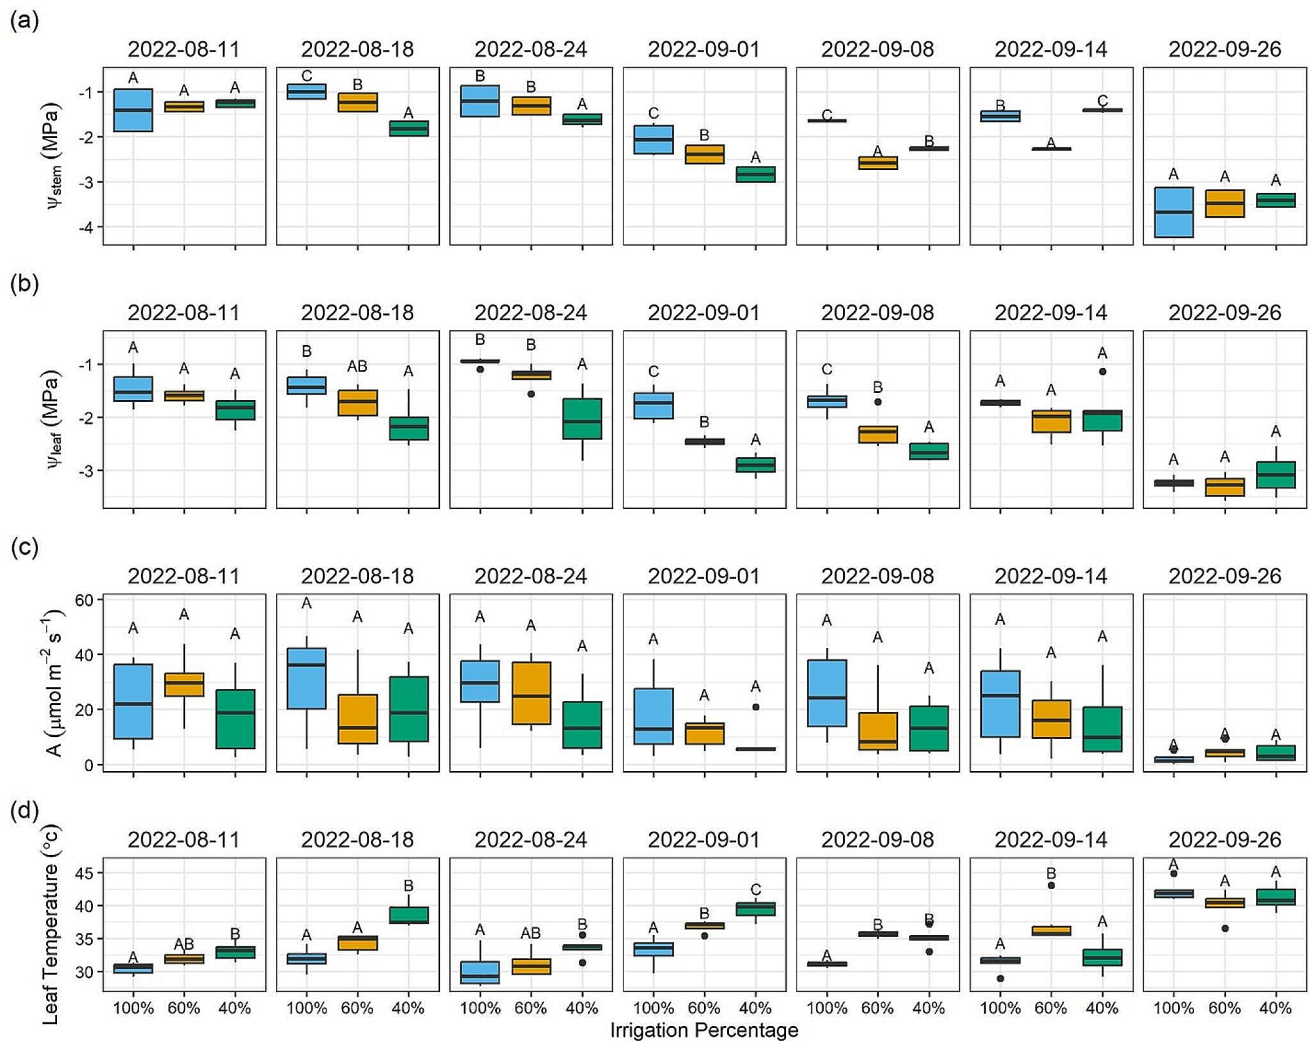 (a)
2022-08-11 2022-08-18 2022-08-24 2022-09-01 2022-09-08 2022-09-14 2022-09-26
A A A C B A B B A C B A C A B B A C A A A
-1
-2
-3
-4
ψstem (MPa)
(b)
2022-08-11 2022-08-18 2022-08-24 2022-09-01 2022-09-08 2022-09-14 2022-09-26
A A A B AB A B B A C B A C B A A A A A A A
-1
-2
-3
ψleaf (MPa)
(c)
2022-08-11 2022-08-18 2022-08-24 2022-09-01 2022-09-08 2022-09-14 2022-09-26
A A A A A A A A A A A A A A A A A A A A A
60
40
20
0
A (μmol m−2 s−1)
(d)
2022-08-11 2022-08-18 2022-08-24 2022-09-01 2022-09-08 2022-09-14 2022-09-26
A AB B A A B A AB B A B C A B B A B A A A A
45
40
35
30
Leaf Temperature (°c)
100% 60% 40% 100% 60% 40% 100% 60% 40% 100% 60% 40% 100% 60% 40% 100% 60% 40% 100% 60% 40%
Irrigation Percentage